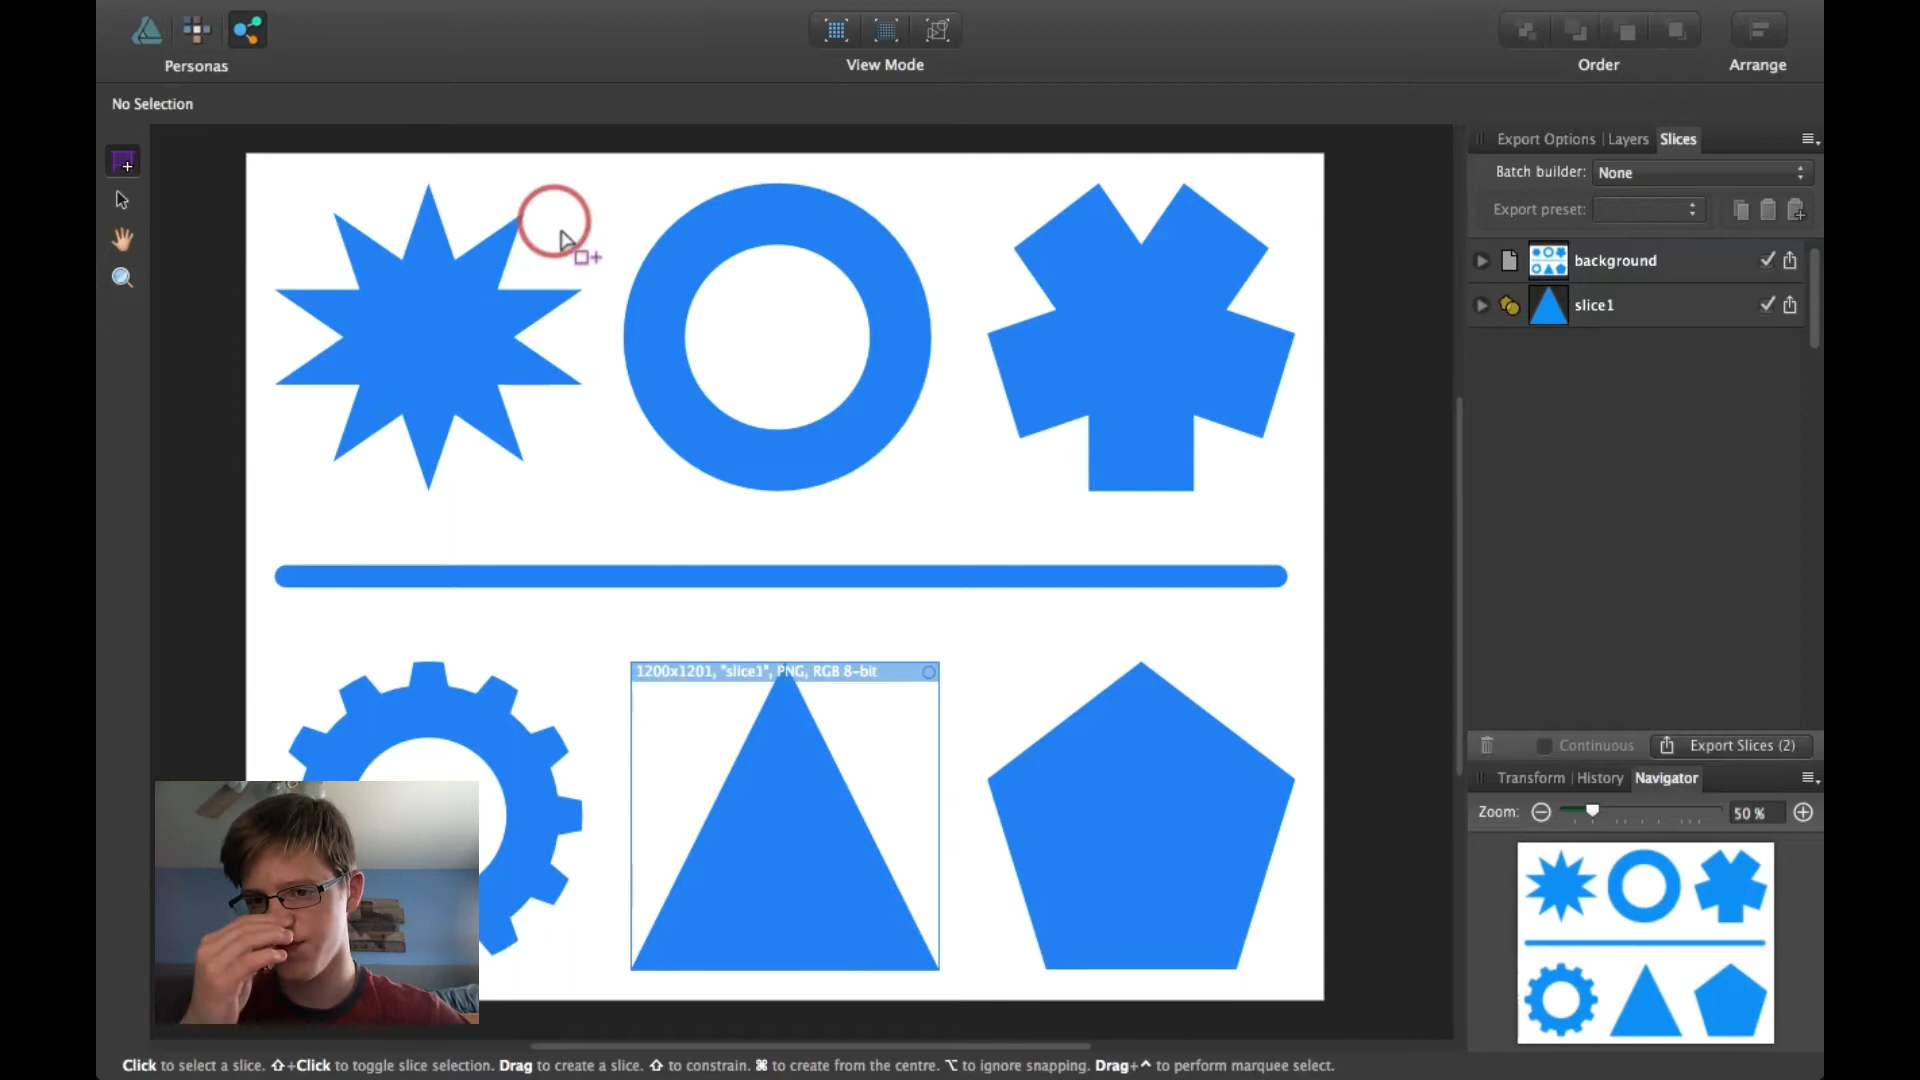 Personas
View Mode
Order
Arrange
No Selection
Export Options | Layers | Slices
Batch builder: None
Export preset:
background
slice1
1200x1201, "slice1", PNG, RGB 8-bit
Continuous
Export Slices (2)
Transform | History | Navigator
Zoom: 50 %
Click to select a slice. ⇧+Click to toggle slice selection. Drag to create a slice. ⇧ to constrain. ⌘ to create from the centre. ⌥ to ignore snapping. Drag+⌃ to perform marquee select.